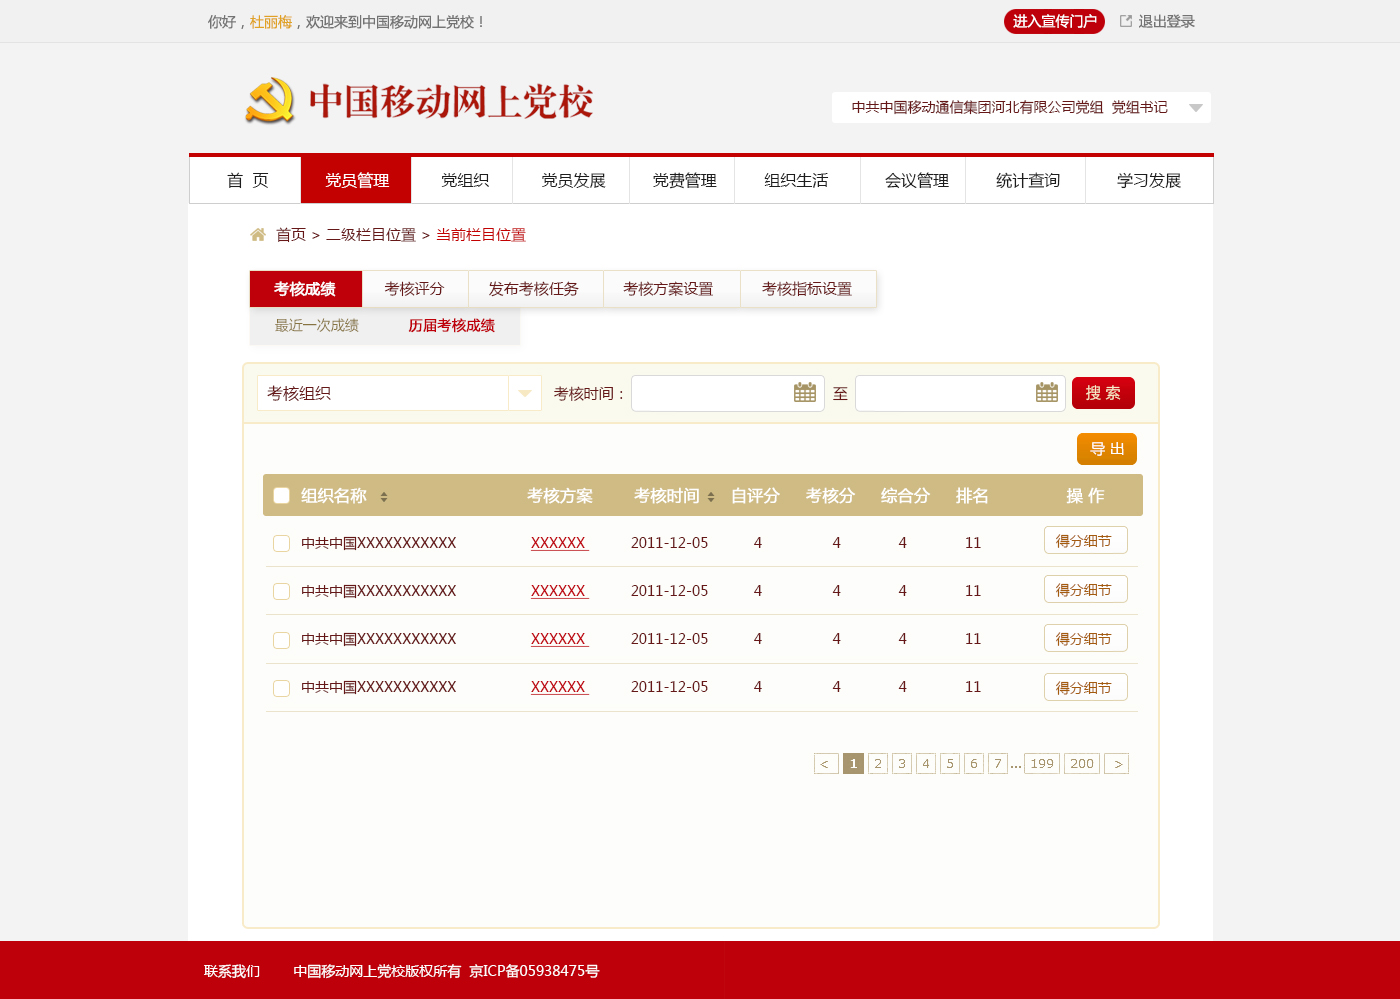 你好，杜丽梅，欢迎来到中国移动网上党校！ 进入宣传门户 退出登录
中国移动网上党校
中共中国移动通信集团河北有限公司党组 党组书记
首 页 党员管理 党组织 党员发展 党费管理 组织生活 会议管理 统计查询 学习发展
首页 > 二级栏目位置 > 当前栏目位置
考核成绩 考核评分 发布考核任务 考核方案设置 考核指标设置
最近一次成绩 历届考核成绩
考核组织 考核时间： 至 搜 索
导 出
组织名称 考核方案 考核时间 自评分 考核分 综合分 排名 操 作
中共中国XXXXXXXXXXX XXXXXX 2011-12-05 4 4 4 11 得分细节
中共中国XXXXXXXXXXX XXXXXX 2011-12-05 4 4 4 11 得分细节
中共中国XXXXXXXXXXX XXXXXX 2011-12-05 4 4 4 11 得分细节
中共中国XXXXXXXXXXX XXXXXX 2011-12-05 4 4 4 11 得分细节
< 1 2 3 4 5 6 7 ... 199 200 >
联系我们 中国移动网上党校版权所有 京ICP备05938475号